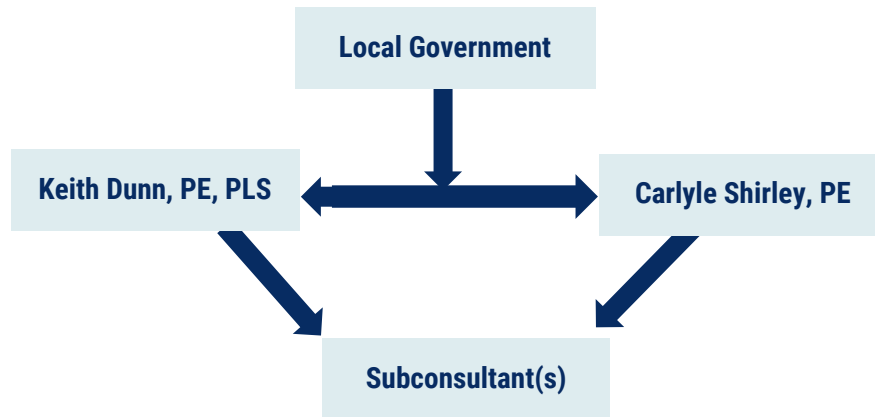 Local Government
Keith Dunn, PE, PLS
Carlyle Shirley, PE
Subconsultant(s)